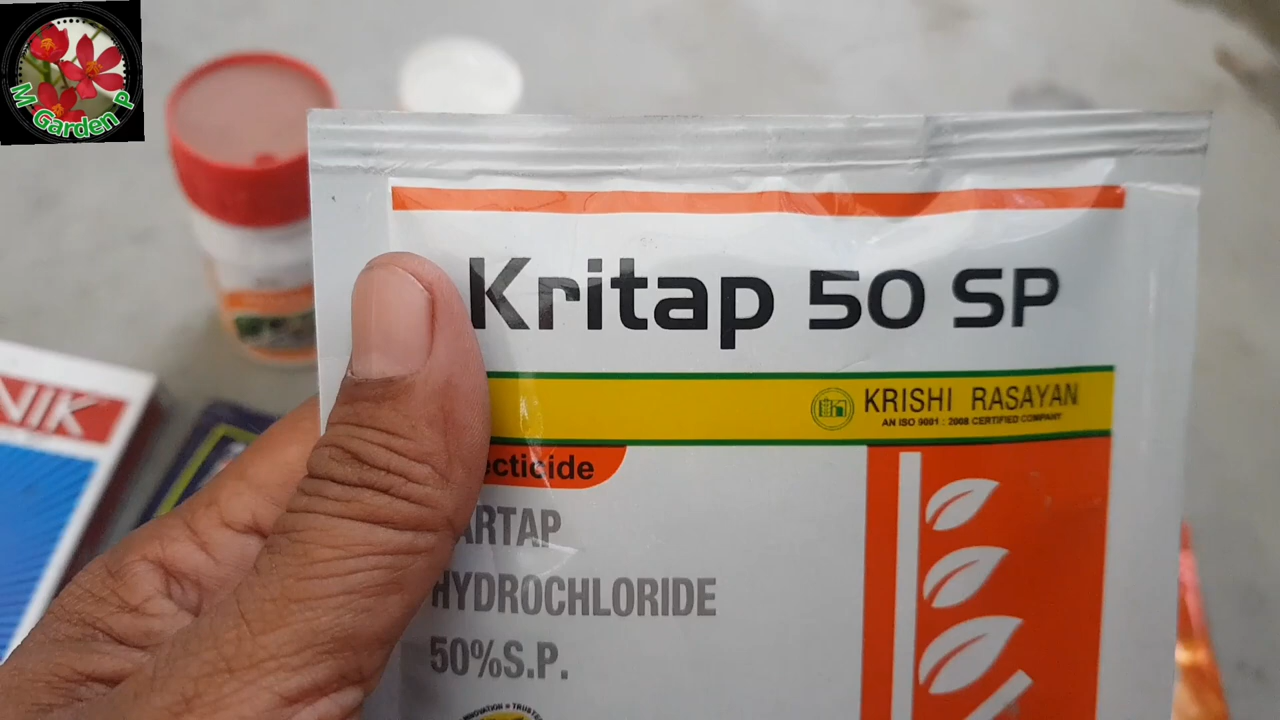 M Garden P
Kritap 50 SP
KRISHI RASAYAN
AN ISO 9001 : 2008 CERTIFIED COMPANY
ecticide
ARTAP
HYDROCHLORIDE
50%S.P.
NIK